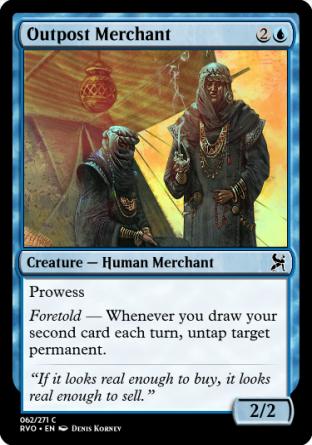 Outpost Merchant 2
Creature — Human Merchant
Prowess
Foretold — Whenever you draw your
second card each turn, untap target
permanent.
“If it looks real enough to buy, it looks
real enough to sell.”
2/2
062/271 C
RVO • EN Denis Kornev